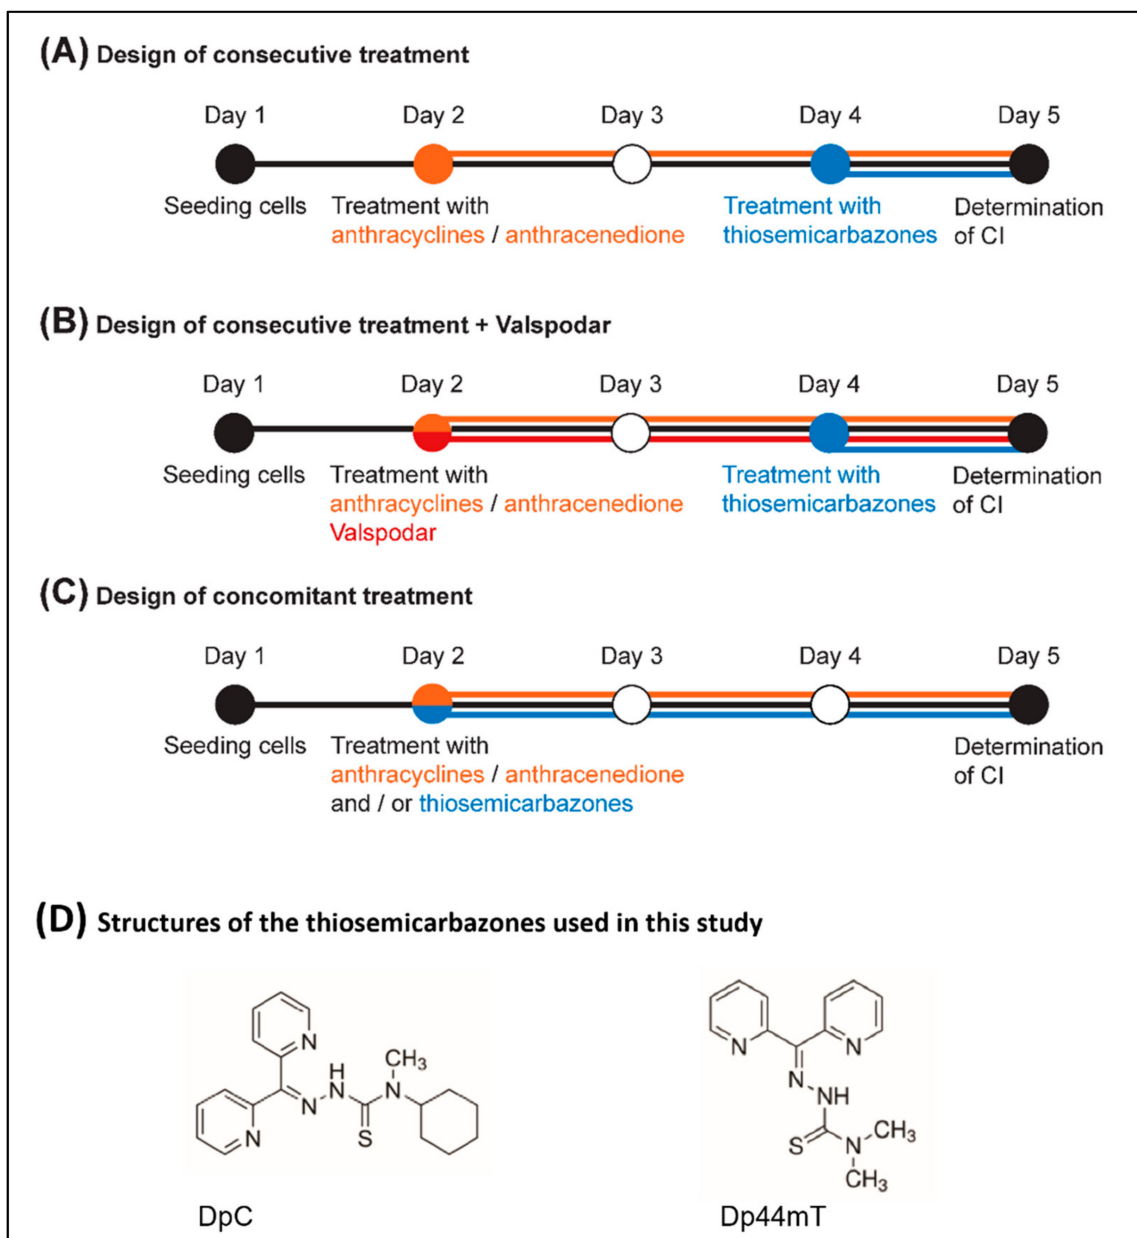 (A) Design of consecutive treatment
Day 1 Day 2 Day 3 Day 4 Day 5
Seeding cells Treatment with Treatment with Determination
anthracyclines / anthracenedione thiosemicarbazones of CI
(B) Design of consecutive treatment + Valspodar
Day 1 Day 2 Day 3 Day 4 Day 5
Seeding cells Treatment with Treatment with Determination
anthracyclines / anthracenedione thiosemicarbazones of CI
Valspodar
(C) Design of concomitant treatment
Day 1 Day 2 Day 3 Day 4 Day 5
Seeding cells Treatment with Determination
anthracyclines / anthracenedione of CI
and / or thiosemicarbazones
(D) Structures of the thiosemicarbazones used in this study
N
H CH₃
N N N
N S
DpC
N N
N
NH
S N CH₃
CH₃
Dp44mT